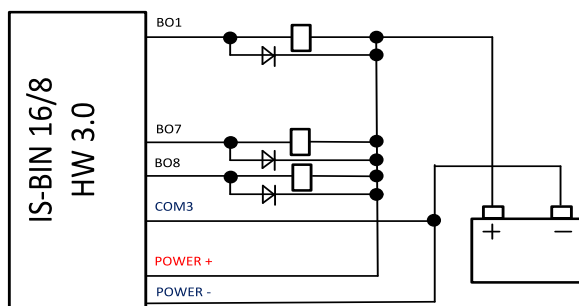 IS-BIN 16/8
HW 3.0
BO1
BO7
BO8
COM3
POWER +
POWER -
+ −